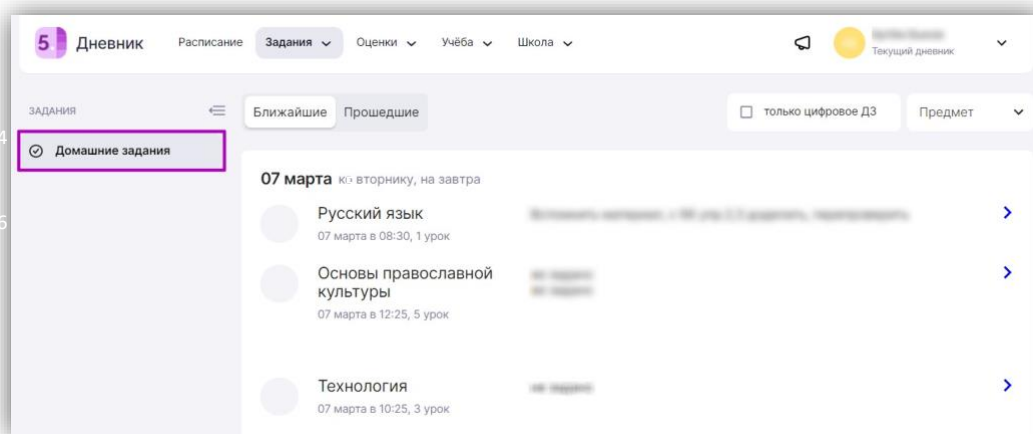 5 Дневник Расписание Задания Оценки Учёба Школа
Текущий дневник
ЗАДАНИЯ
Ближайшие Прошедшие только цифровое ДЗ Предмет
4
Домашние задания
07 марта к вторнику, на завтра
6
Русский язык
07 марта в 08:30, 1 урок
Основы православной
культуры
07 марта в 12:25, 5 урок
Технология
07 марта в 10:25, 3 урок